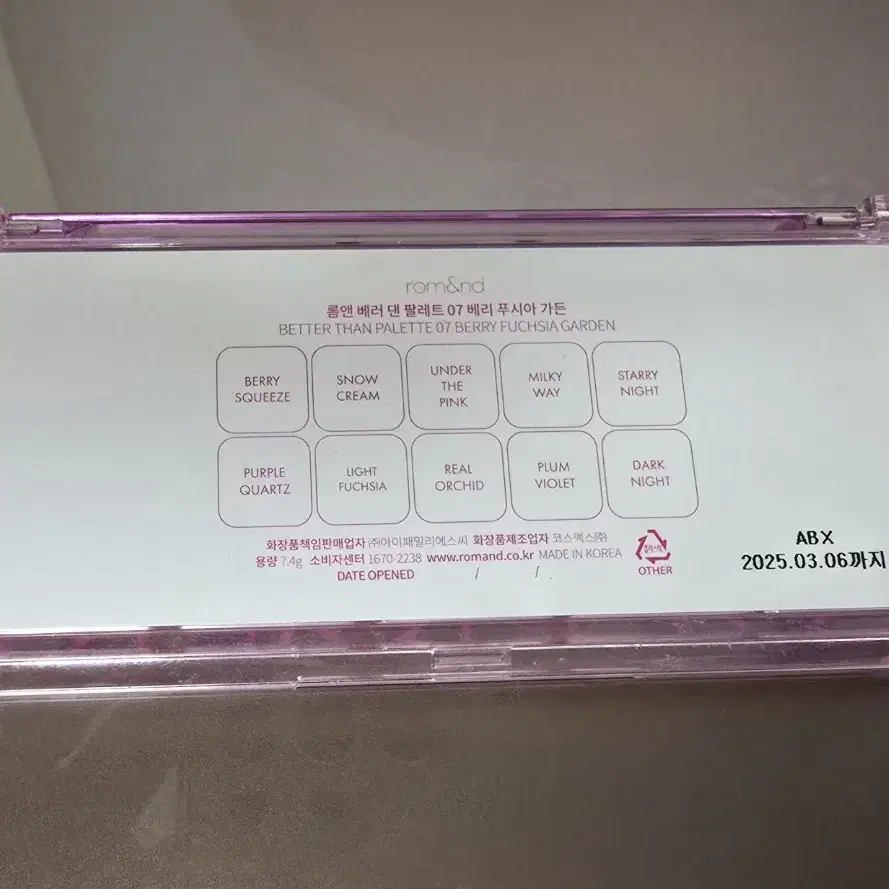 rom&nd
롬앤 베러 댄 팔레트 07 베리 푸시아 가든
BETTER THAN PALETTE 07 BERRY FUCHSIA GARDEN
BERRY
SQUEEZE
SNOW
CREAM
UNDER
THE
PINK
MILKY
WAY
STARRY
NIGHT
PURPLE
QUARTZ
LIGHT
FUCHSIA
REAL
ORCHID
PLUM
VIOLET
DARK
NIGHT
화장품책임판매업자 ㈜아이패밀리에스씨 화장품제조업자 코스맥스㈜
용량 7.4g 소비자센터 1670-2238 www.romand.co.kr MADE IN KOREA
DATE OPENED / / .
플라스틱
OTHER
ABX
2025.03.06까지